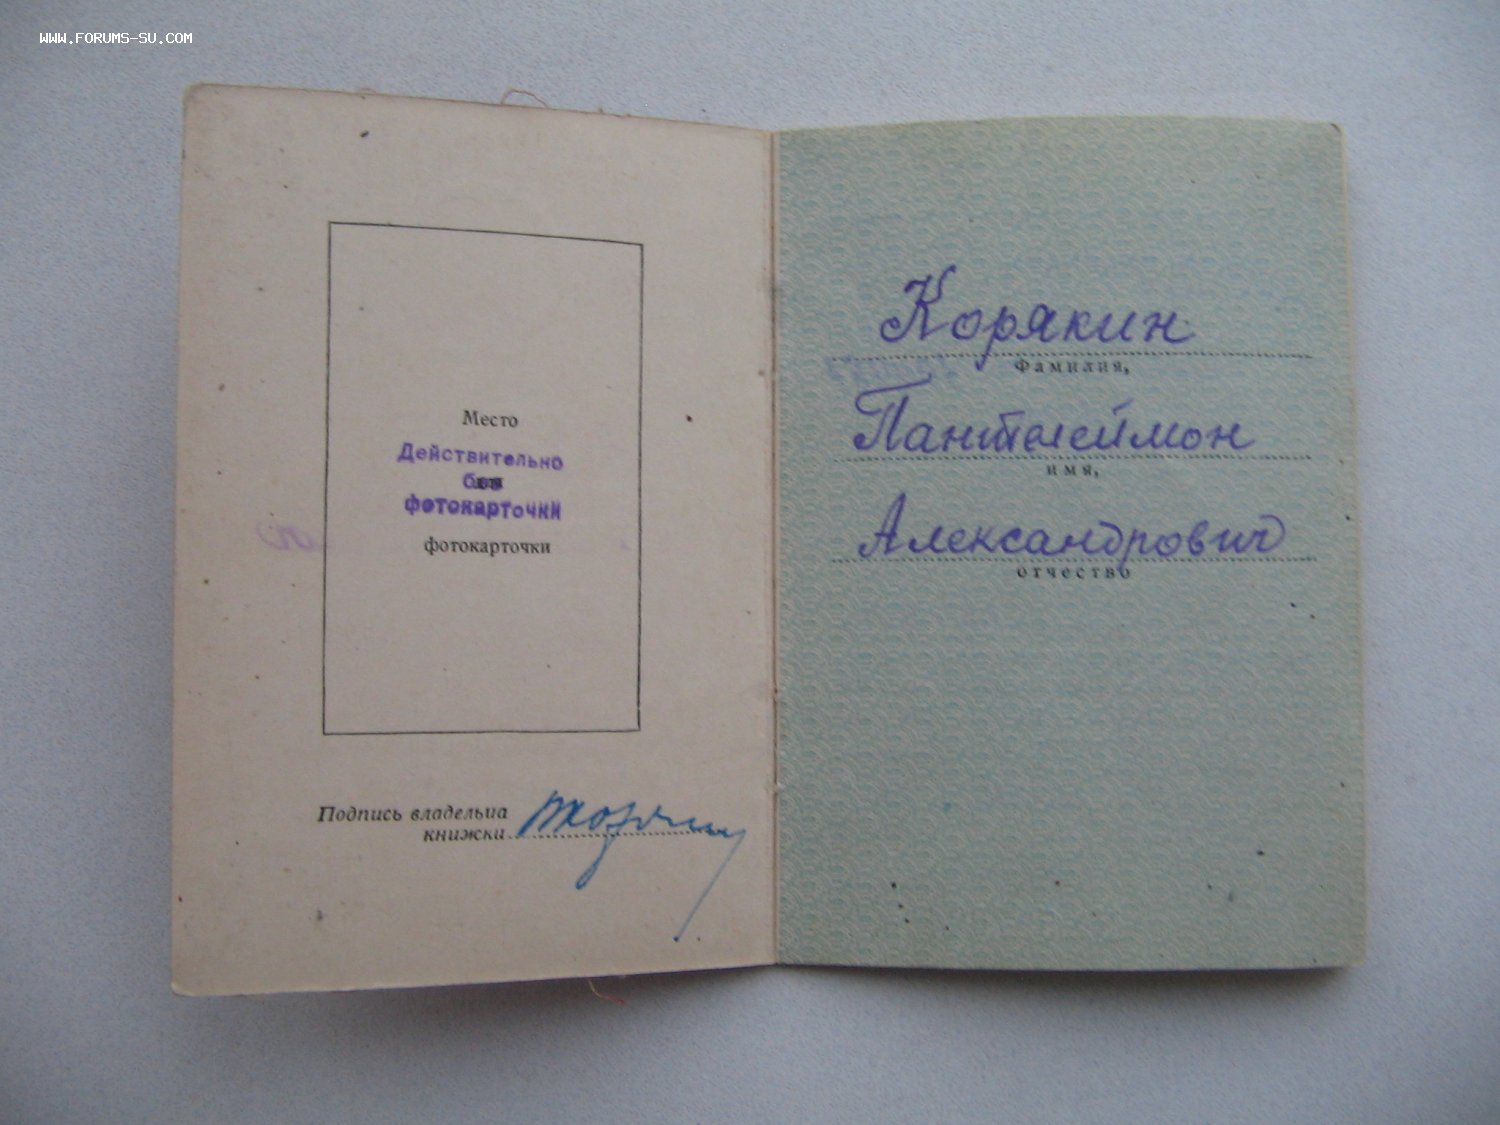 WWW.FORUMS-SU.COM
Место
Действительно
без
фотокарточки
фотокарточки
Подпись владельца
книжки
Корякин
Фамилия,
Пантелеймон
имя,
Александрович
отчество